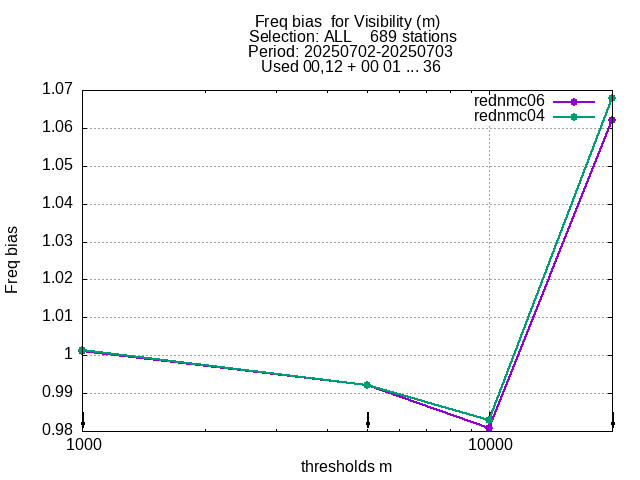 Freq bias  for Visibility (m)
Selection: ALL    689 stations
Period: 20250702-20250703
Used 00,12 + 00 01 ... 36
rednmc06
rednmc04
1.07
1.06
1.05
1.04
1.03
1.02
1.01
1
0.99
0.98
Freq bias
1000
10000
thresholds m